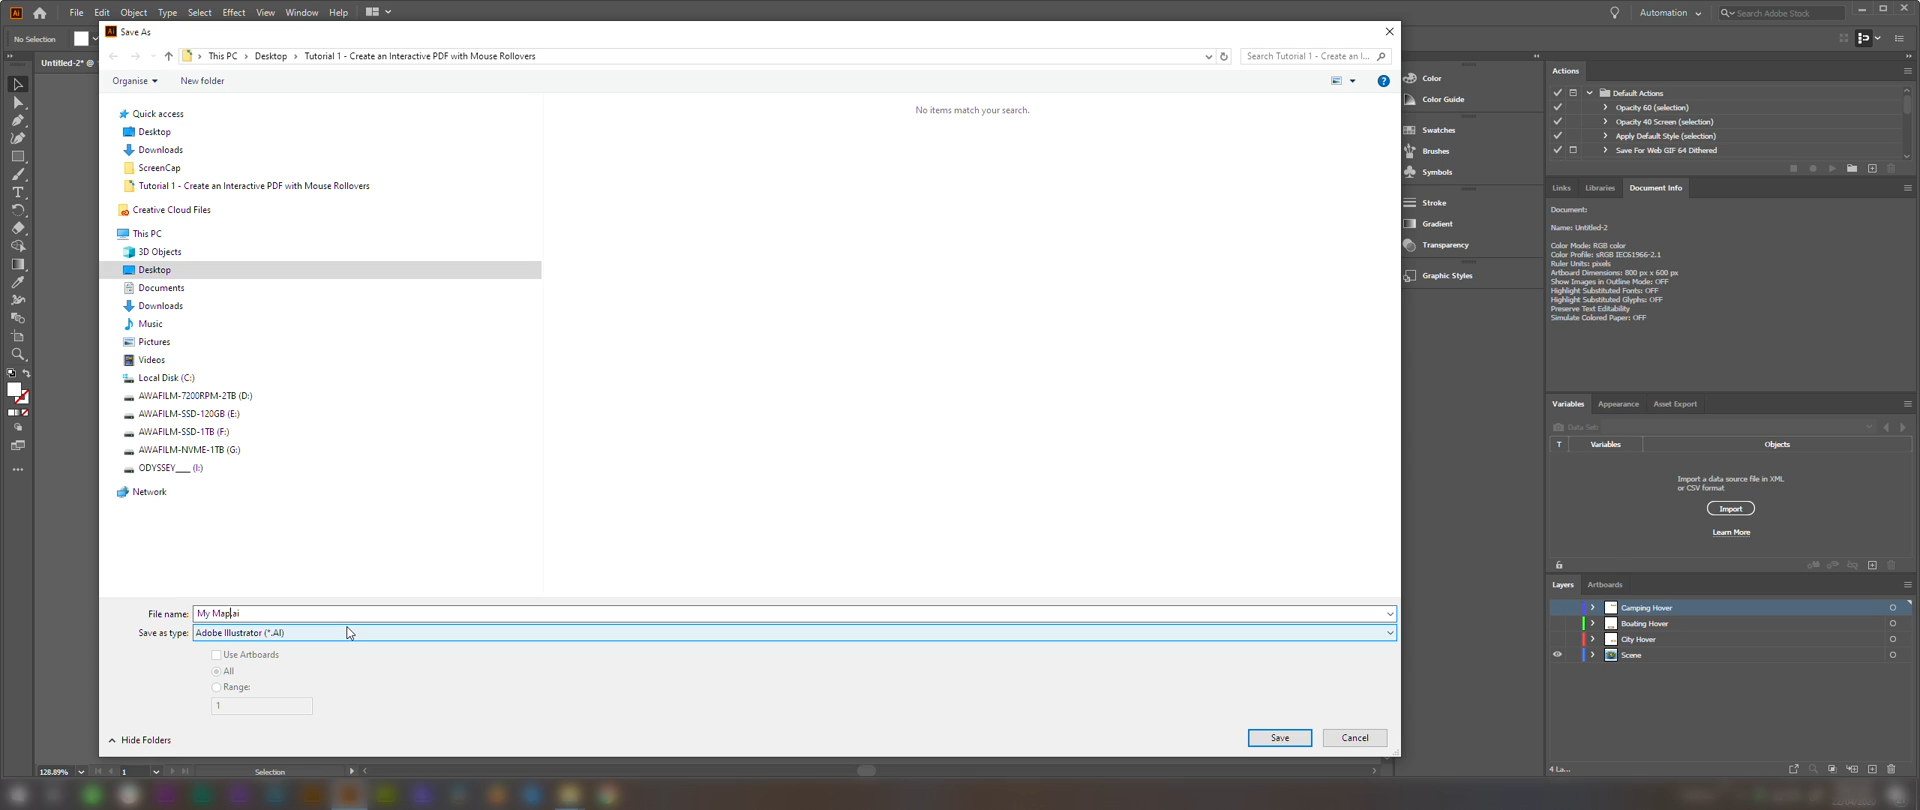 Ai File Edit Object Type Select Effect View Window Help Automation Search Adobe Stock
No Selection
Untitled-2* @
Ai Save As
This PC > Desktop > Tutorial 1 - Create an Interactive PDF with Mouse Rollovers
Search Tutorial 1 - Create an I...
Organise New folder
Quick access
Desktop
Downloads
ScreenCap
Tutorial 1 - Create an Interactive PDF with Mouse Rollovers
Creative Cloud Files
This PC
3D Objects
Desktop
Documents
Downloads
Music
Pictures
Videos
Local Disk (C:)
AWAFILM-7200RPM-2TB (D:)
AWAFILM-SSD-120GB (E:)
AWAFILM-SSD-1TB (F:)
AWAFILM-NVME-1TB (G:)
ODYSSEY___ (I:)
Network
No items match your search.
File name: My Map.ai
Save as type: Adobe Illustrator (*.AI)
Use Artboards
All
Range:
1
Hide Folders
Save Cancel
128.89% 1 Selection
Color
Color Guide
Swatches
Brushes
Symbols
Stroke
Gradient
Transparency
Graphic Styles
Actions
Default Actions
Opacity 60 (selection)
Opacity 40 Screen (selection)
Apply Default Style (selection)
Save For Web GIF 64 Dithered
Links Libraries Document Info
Document:
Name: Untitled-2
Color Mode: RGB color
Color Profile: sRGB IEC61966-2.1
Ruler Units: pixels
Artboard Dimensions: 800 px x 600 px
Show Images in Outline Mode: OFF
Highlight Substituted Fonts: OFF
Highlight Substituted Glyphs: OFF
Preserve Text Editability
Simulate Colored Paper: OFF
Variables Appearance Asset Export
Data Set:
T Variables Objects
Import a data source file in XML
or CSV format
Import
Learn More
Layers Artboards
Camping Hover
Boating Hover
City Hover
Scene
4 La...